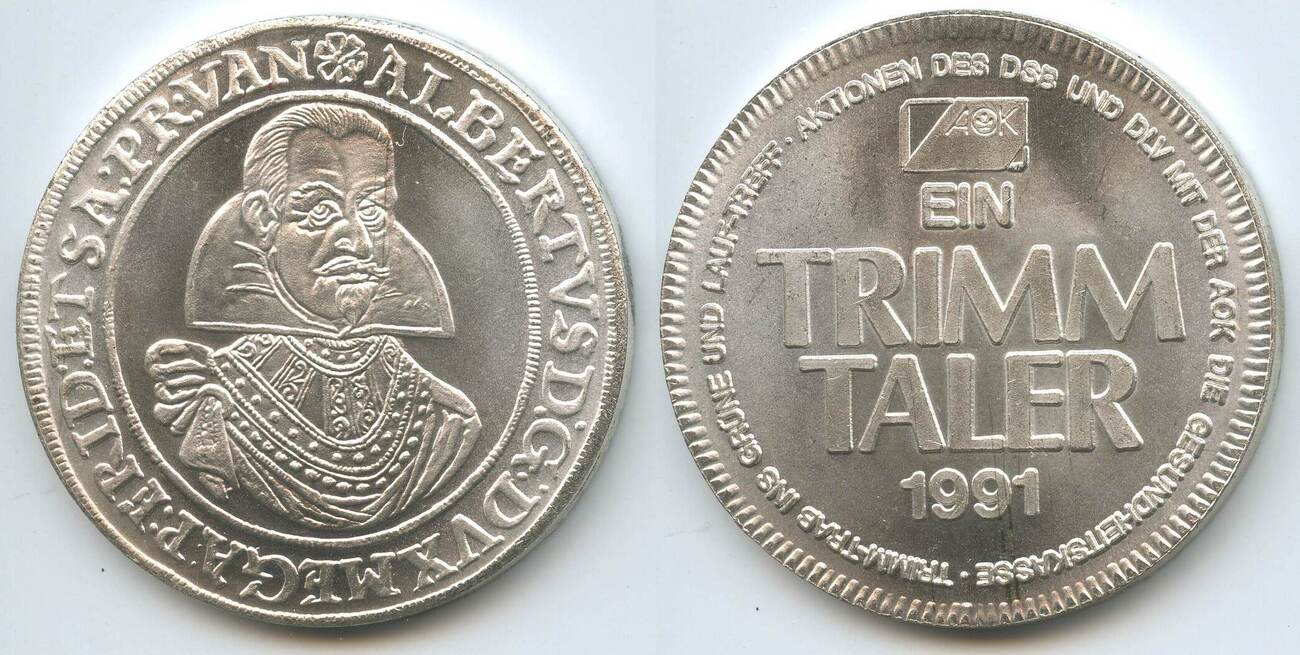 ALBERTVS.D:G:DVX MEGA.P:FRID.ET SA.PR:VAN
AOK
EIN
TRIMM
TALER
1991
TRIMM-TRAB INS GRÜNE UND LAUF-TREFF · AKTIONEN DES DSB UND DLV MIT DER AOK DIE GESUNDHEITSKASSE ·